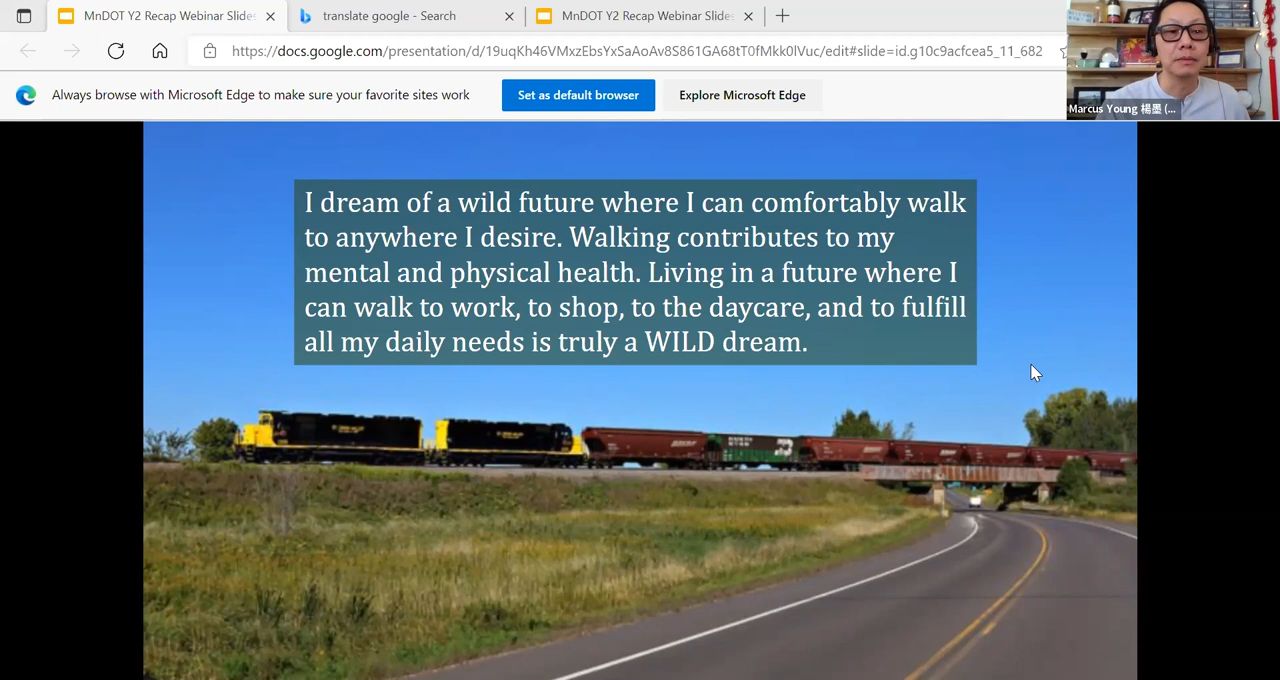 MnDOT Y2 Recap Webinar Slides
translate google - Search
MnDOT Y2 Recap Webinar Slides
https://docs.google.com/presentation/d/19uqKh46VMxzEbsYxSaAoAv8S861GA68tT0fMkk0lVuc/edit#slide=id.g10c9acfcea5_11_682
Always browse with Microsoft Edge to make sure your favorite sites work
Set as default browser
Explore Microsoft Edge
Marcus Young 楊墨 (...
I dream of a wild future where I can comfortably walk
to anywhere I desire. Walking contributes to my
mental and physical health. Living in a future where I
can walk to work, to shop, to the daycare, and to fulfill
all my daily needs is truly a WILD dream.